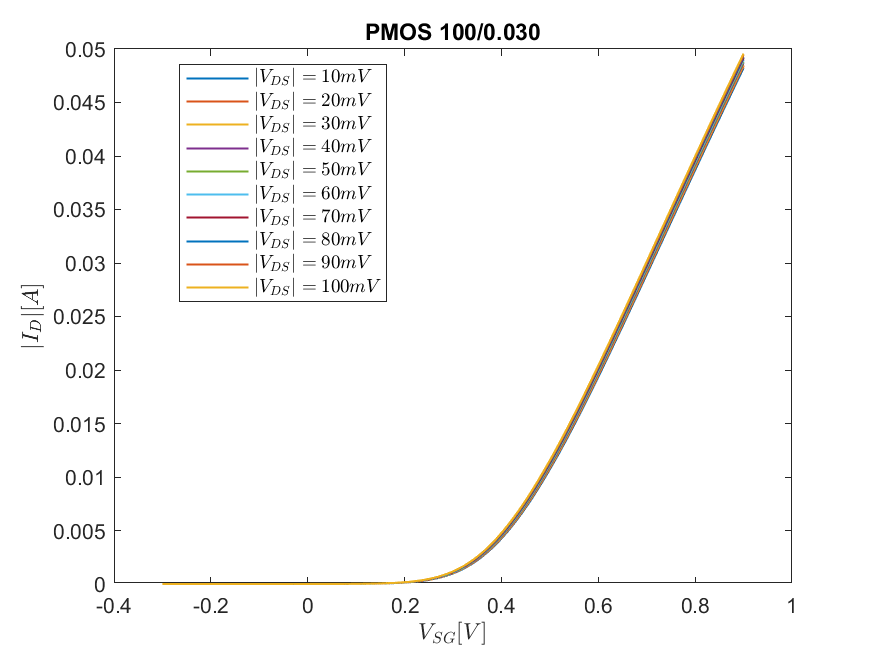 PMOS 100/0.030
0.05
0.045
0.04
0.035
0.03
0.025
0.02
0.015
0.01
0.005
0
|I_D|[A]
|V_DS| = 10mV
|V_DS| = 20mV
|V_DS| = 30mV
|V_DS| = 40mV
|V_DS| = 50mV
|V_DS| = 60mV
|V_DS| = 70mV
|V_DS| = 80mV
|V_DS| = 90mV
|V_DS| = 100mV
-0.4 -0.2 0 0.2 0.4 0.6 0.8 1
V_SG[V]